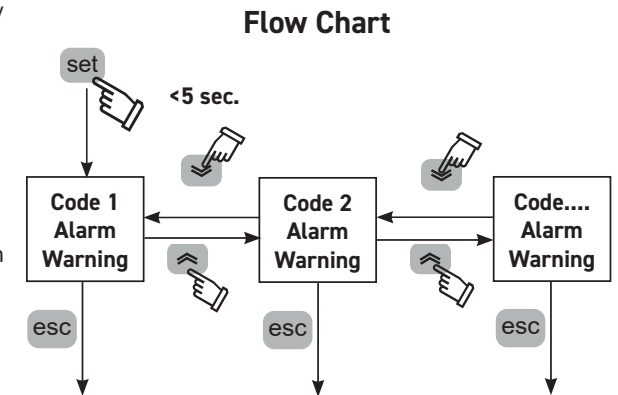 y
Flow Chart
set
<5 sec.
Code 1
Alarm
Warning
Code 2
Alarm
Warning
Code....
Alarm
Warning
n
esc
esc
esc